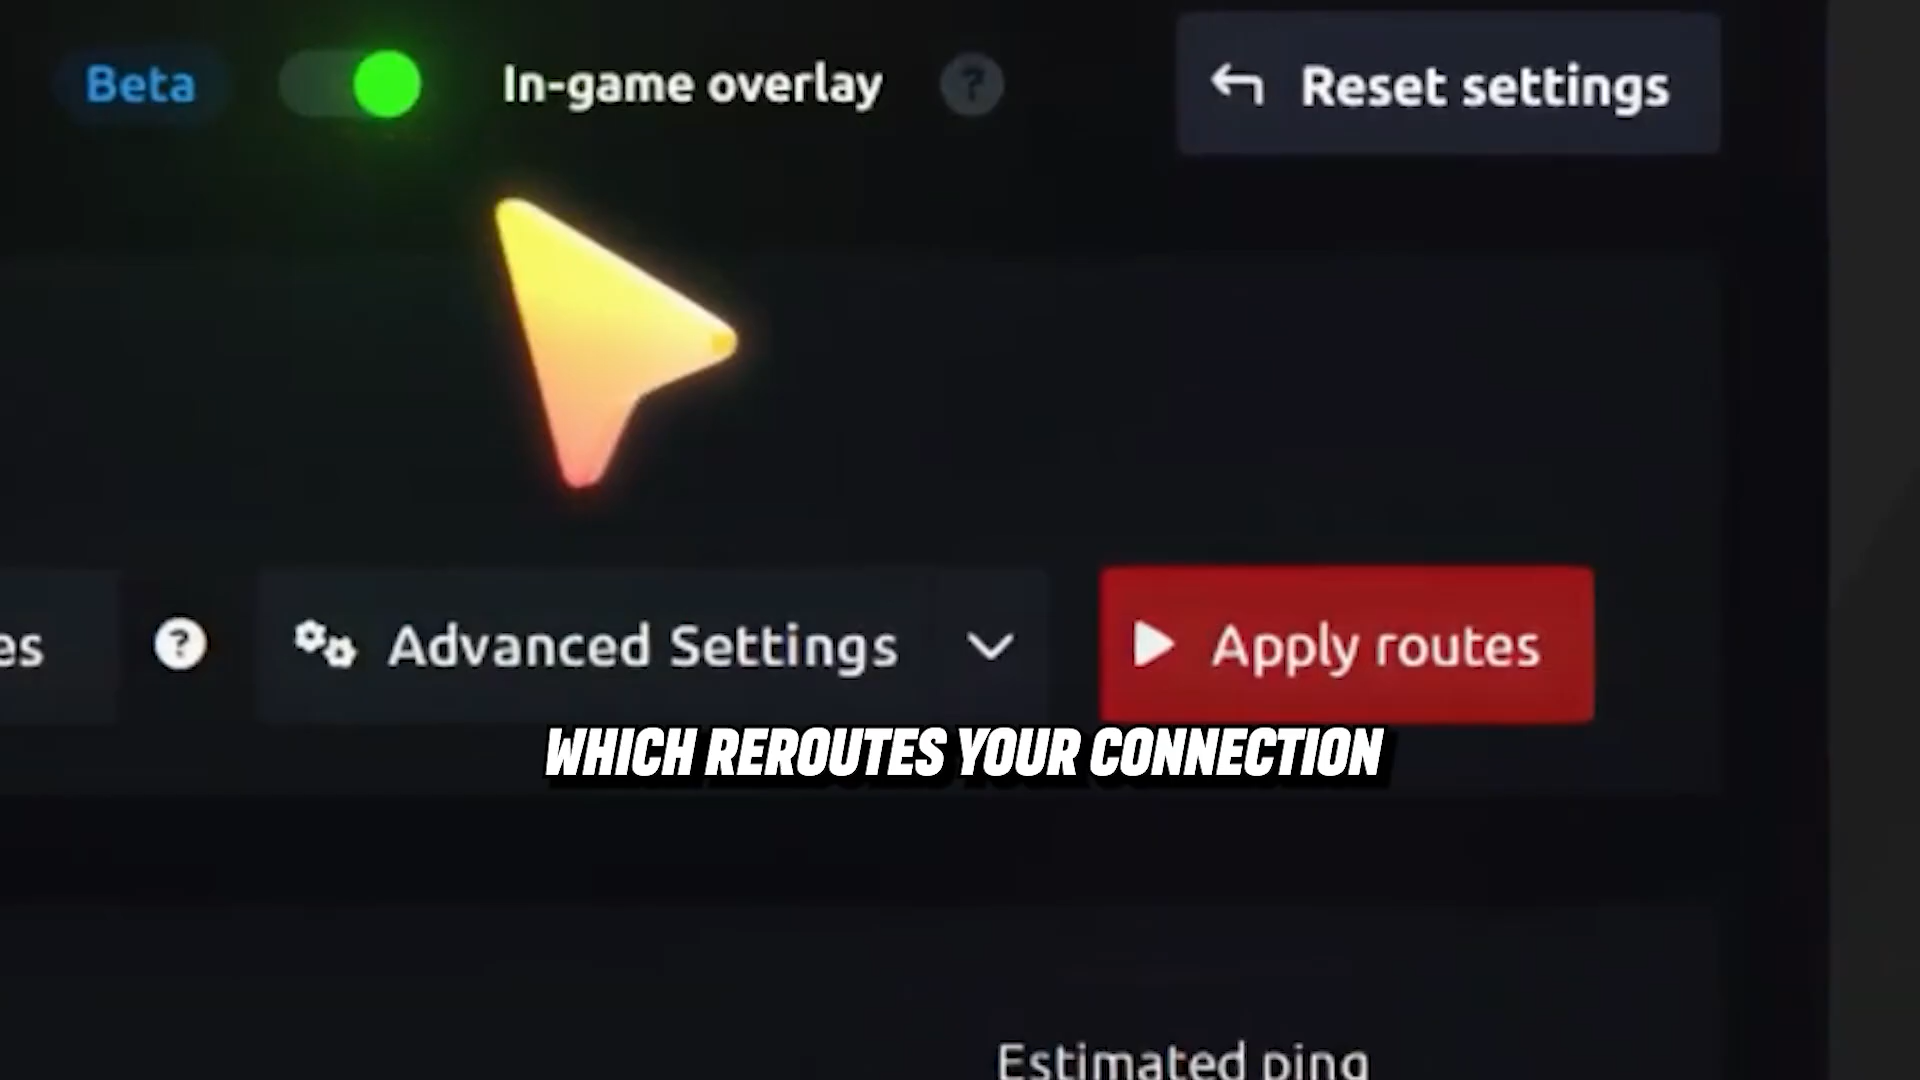 Beta In-game overlay ? Reset settings
es ? Advanced Settings Apply routes
WHICH REROUTES YOUR CONNECTION
Estimated ping